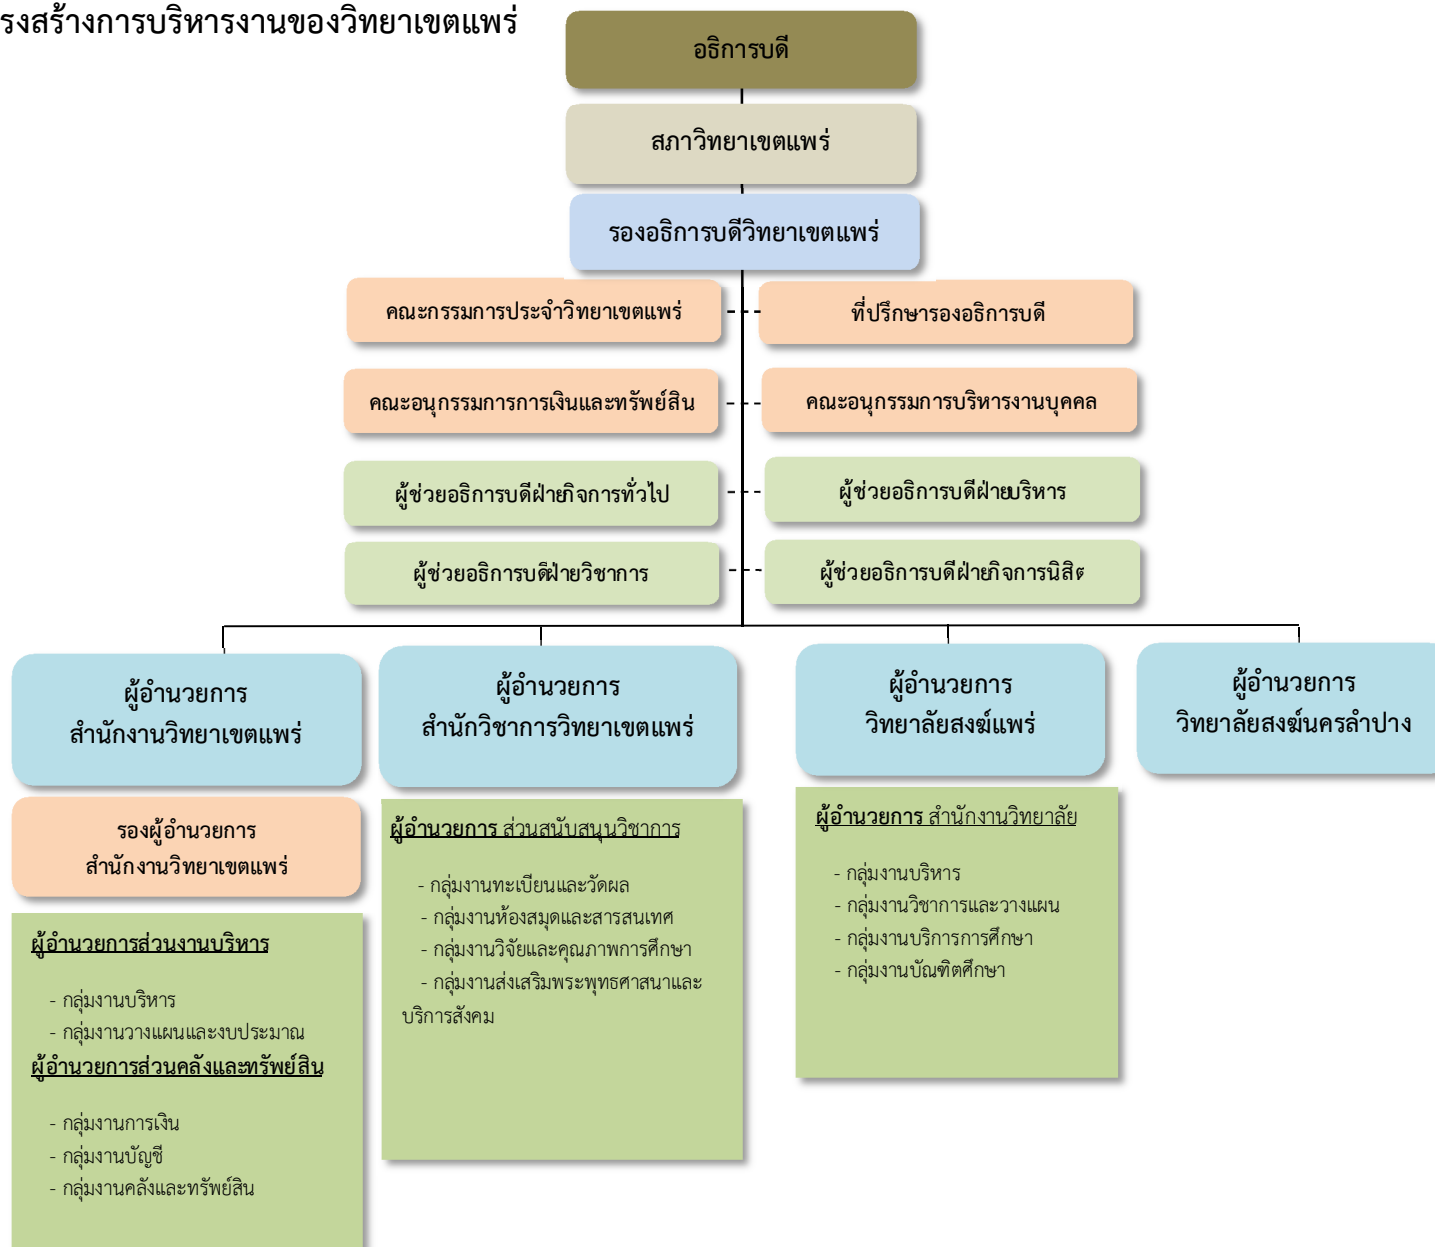 รงสร้างการบริหารงานของวิทยาเขตแพร่
อธิการบดี
สภาวิทยาเขตแพร่
รองอธิการบดีวิทยาเขตแพร่
คณะกรรมการประจำวิทยาเขตแพร่
ที่ปรึกษารองอธิการบดี
คณะอนุกรรมการการเงินและทรัพย์สิน
คณะอนุกรรมการบริหารงานบุคคล
ผู้ช่วยอธิการบดีฝ่ายกิจการทั่วไป
ผู้ช่วยอธิการบดีฝ่ายบริหาร
ผู้ช่วยอธิการบดีฝ่ายวิชาการ
ผู้ช่วยอธิการบดีฝ่ายกิจการนิสิต
ผู้อำนวยการ
สำนักงานวิทยาเขตแพร่
รองผู้อำนวยการ
สำนักงานวิทยาเขตแพร่
ผู้อำนวยการส่วนงานบริหาร
- กลุ่มงานบริหาร
- กลุ่มงานวางแผนและงบประมาณ
ผู้อำนวยการส่วนคลังและทรัพย์สิน
- กลุ่มงานการเงิน
- กลุ่มงานบัญชี
- กลุ่มงานคลังและทรัพย์สิน
ผู้อำนวยการ
สำนักวิชาการวิทยาเขตแพร่
ผู้อำนวยการ ส่วนสนับสนุนวิชาการ
- กลุ่มงานทะเบียนและวัดผล
- กลุ่มงานห้องสมุดและสารสนเทศ
- กลุ่มงานวิจัยและคุณภาพการศึกษา
- กลุ่มงานส่งเสริมพระพุทธศาสนาและ
บริการสังคม
ผู้อำนวยการ
วิทยาลัยสงฆ์แพร่
ผู้อำนวยการ สำนักงานวิทยาลัย
- กลุ่มงานบริหาร
- กลุ่มงานวิชาการและวางแผน
- กลุ่มงานบริการการศึกษา
- กลุ่มงานบัณฑิตศึกษา
ผู้อำนวยการ
วิทยาลัยสงฆ์นครลำปาง